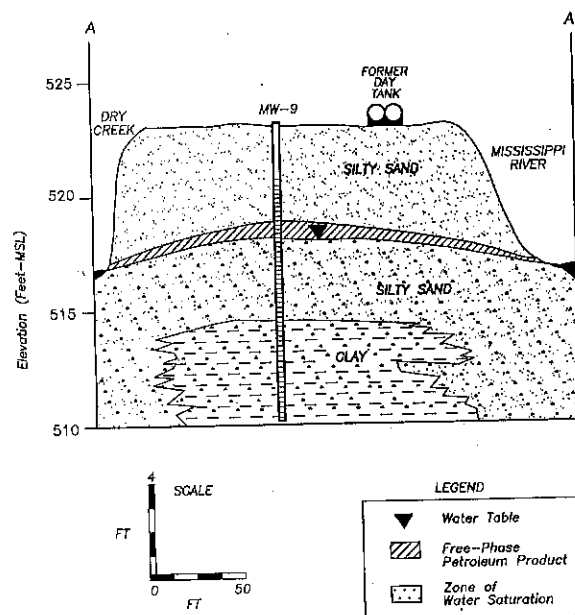 A
A
525
520
515
510
Elevation (Feet-MSL)
DRY
CREEK
MW-9
FORMER
DAY
TANK
MISSISSIPPI
RIVER
SILTY SAND
SILTY SAND
CLAY
4
SCALE
FT
0
50
FT
LEGEND
Water Table
Free-Phase
Petroleum Product
Zone of
Water Saturation